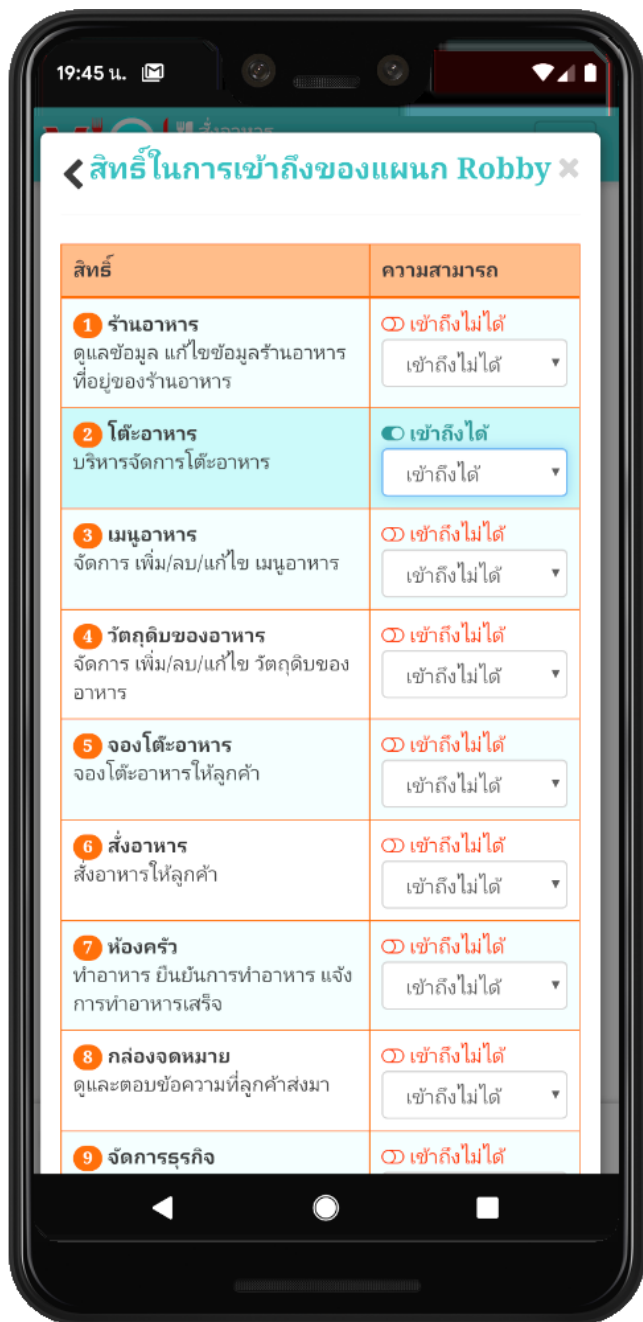 19:45 น.
สั่งอาหาร
สิทธิ์ในการเข้าถึงของแผนก Robby ×
สิทธิ์
ความสามารถ
1 ร้านอาหาร
ดูแลข้อมูล แก้ไขข้อมูลร้านอาหาร
ที่อยู่ของร้านอาหาร
เข้าถึงไม่ได้
เข้าถึงไม่ได้
2 โต๊ะอาหาร
บริหารจัดการโต๊ะอาหาร
เข้าถึงได้
เข้าถึงได้
3 เมนูอาหาร
จัดการ เพิ่ม/ลบ/แก้ไข เมนูอาหาร
เข้าถึงไม่ได้
เข้าถึงไม่ได้
4 วัตถุดิบของอาหาร
จัดการ เพิ่ม/ลบ/แก้ไข วัตถุดิบของ
อาหาร
เข้าถึงไม่ได้
เข้าถึงไม่ได้
5 จองโต๊ะอาหาร
จองโต๊ะอาหารให้ลูกค้า
เข้าถึงไม่ได้
เข้าถึงไม่ได้
6 สั่งอาหาร
สั่งอาหารให้ลูกค้า
เข้าถึงไม่ได้
เข้าถึงไม่ได้
7 ห้องครัว
ทำอาหาร ยืนยันการทำอาหาร แจ้ง
การทำอาหารเสร็จ
เข้าถึงไม่ได้
เข้าถึงไม่ได้
8 กล่องจดหมาย
ดูและตอบข้อความที่ลูกค้าส่งมา
เข้าถึงไม่ได้
เข้าถึงไม่ได้
9 จัดการธุรกิจ
เข้าถึงไม่ได้